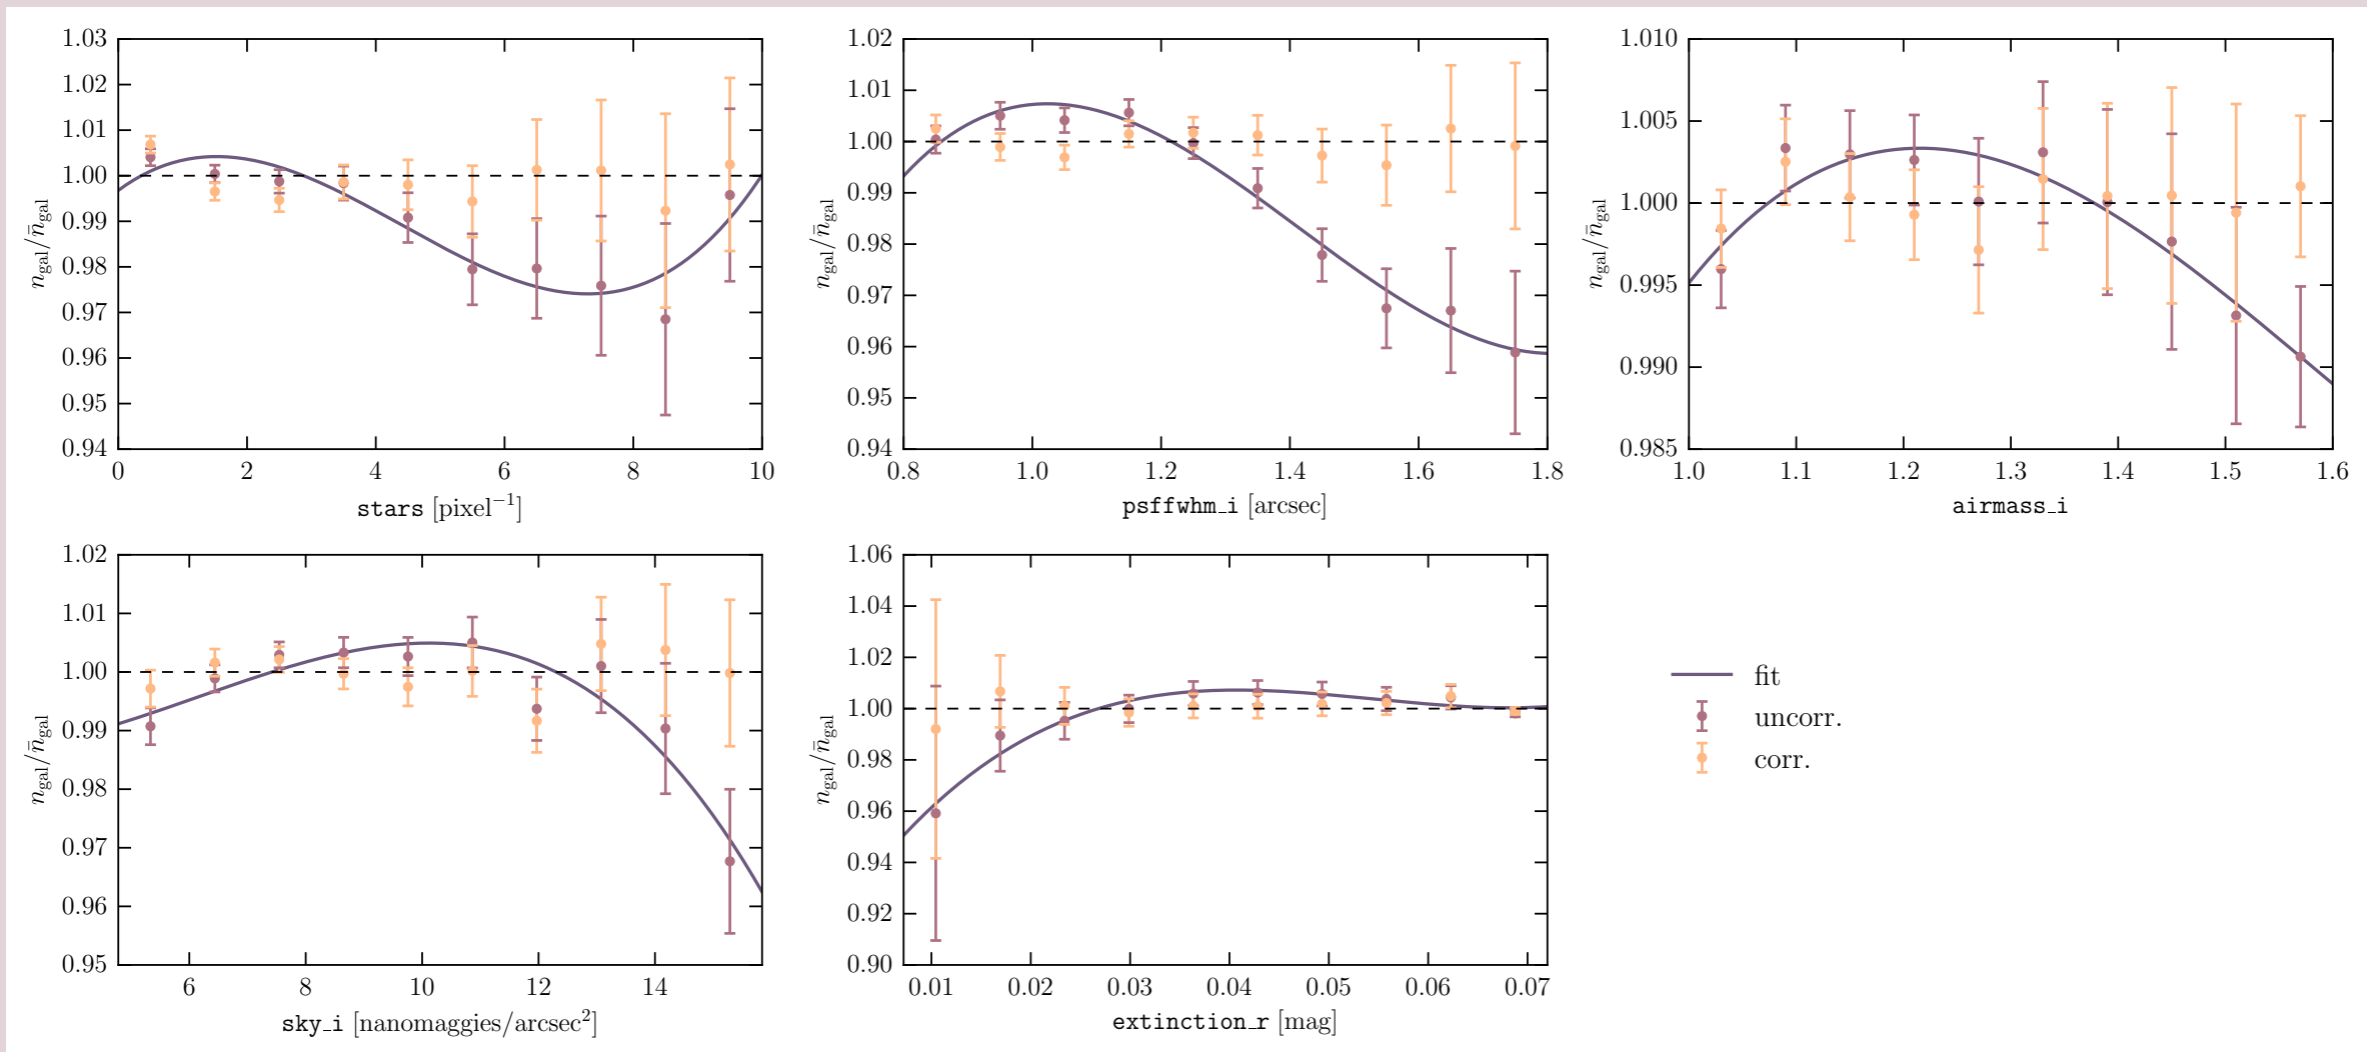 1.03
1.02
1.01
1.00
0.99
0.98
0.97
0.96
0.95
0.94
n_gal/n̄_gal
0 2 4 6 8 10
stars [pixel⁻¹]
1.02
1.01
1.00
0.99
0.98
0.97
0.96
0.95
0.94
n_gal/n̄_gal
0.8 1.0 1.2 1.4 1.6 1.8
psffwhm_i [arcsec]
1.010
1.005
1.000
0.995
0.990
0.985
n_gal/n̄_gal
1.0 1.1 1.2 1.3 1.4 1.5 1.6
airmass_i
1.02
1.01
1.00
0.99
0.98
0.97
0.96
0.95
n_gal/n̄_gal
6 8 10 12 14
sky_i [nanomaggies/arcsec²]
1.06
1.04
1.02
1.00
0.98
0.96
0.94
0.92
0.90
n_gal/n̄_gal
0.01 0.02 0.03 0.04 0.05 0.06 0.07
extinction_r [mag]
fit
uncorr.
corr.